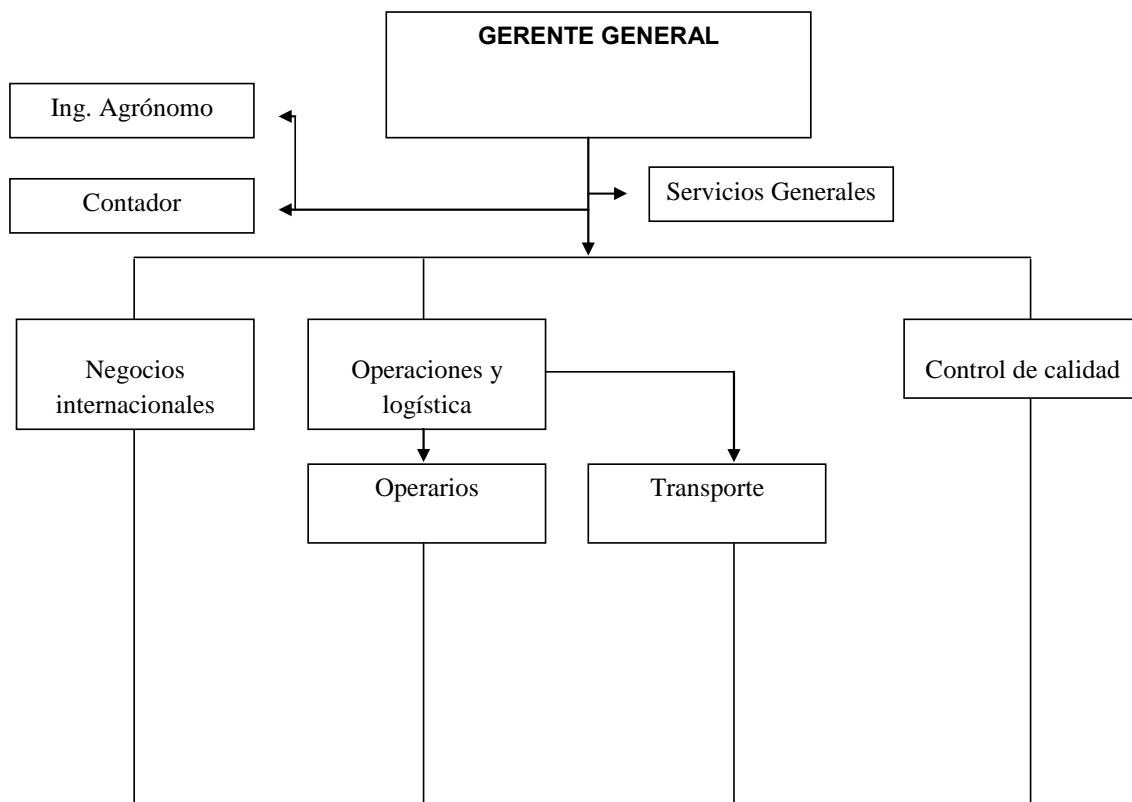 GERENTE GENERAL
Ing. Agrónomo
Contador
Servicios Generales
Negocios
internacionales
Operaciones y
logística
Control de calidad
Operarios
Transporte